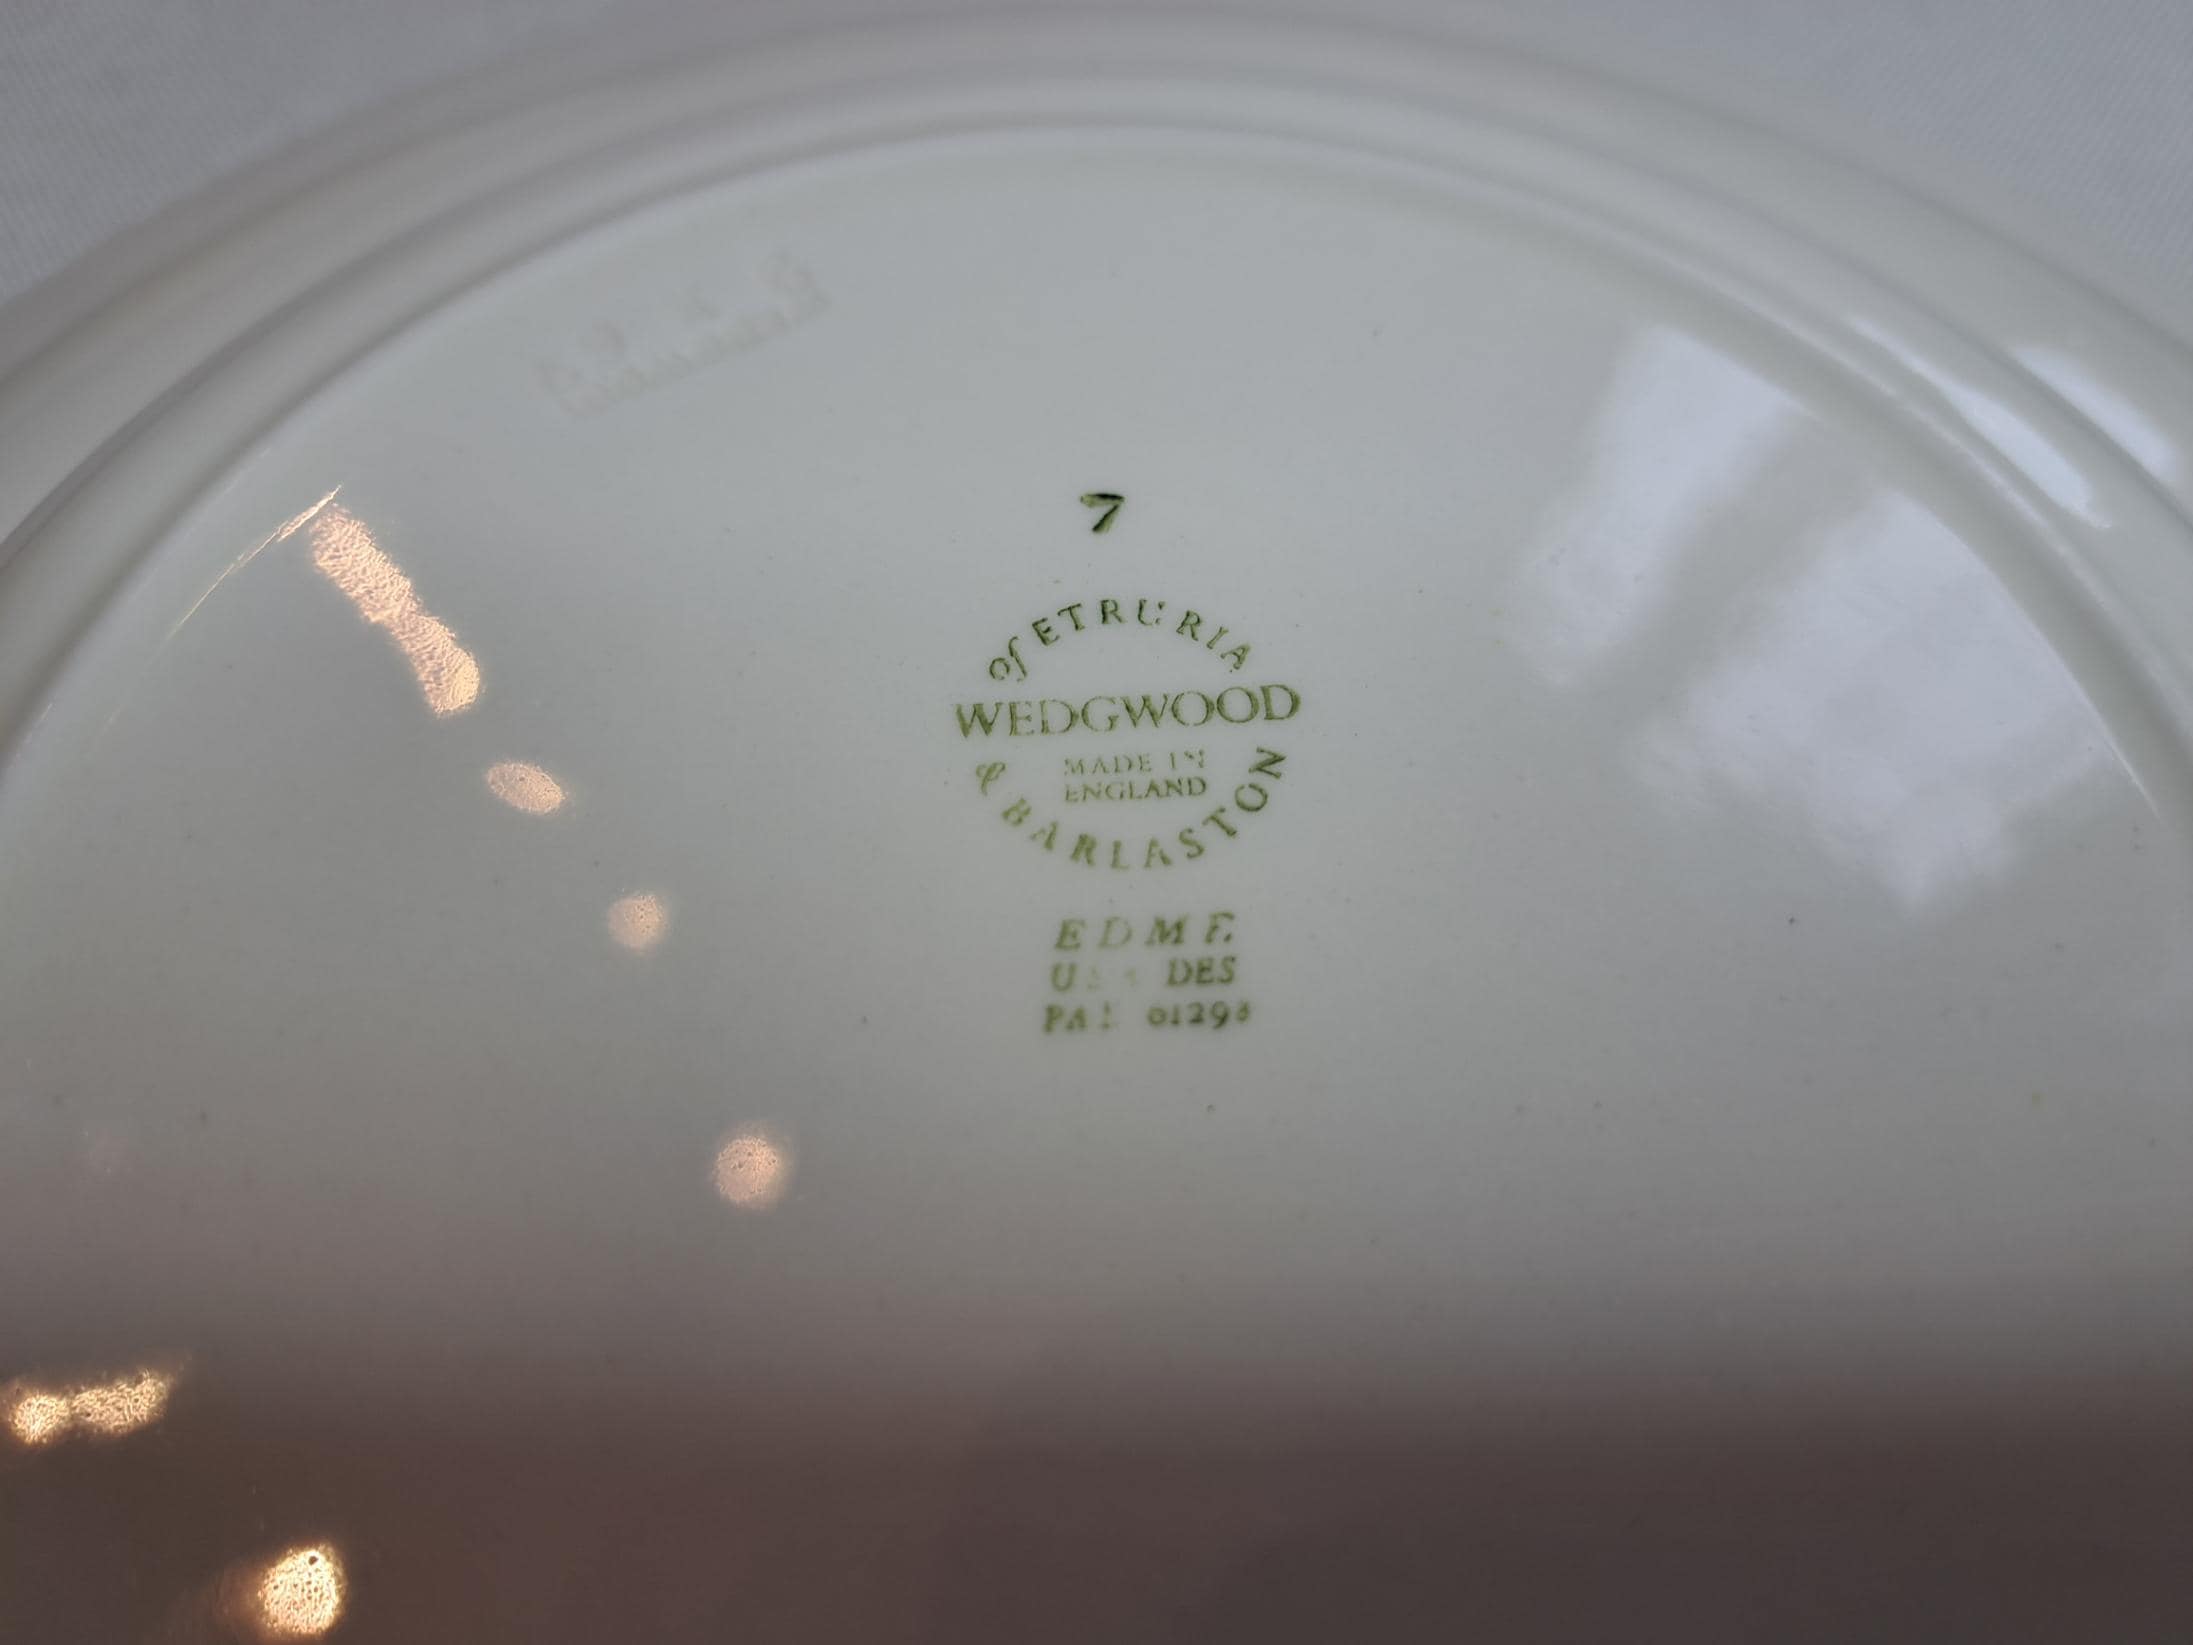 7
of ETRURIA
WEDGWOOD
MADE IN
ENGLAND
& BARLASTON
EDME
DES